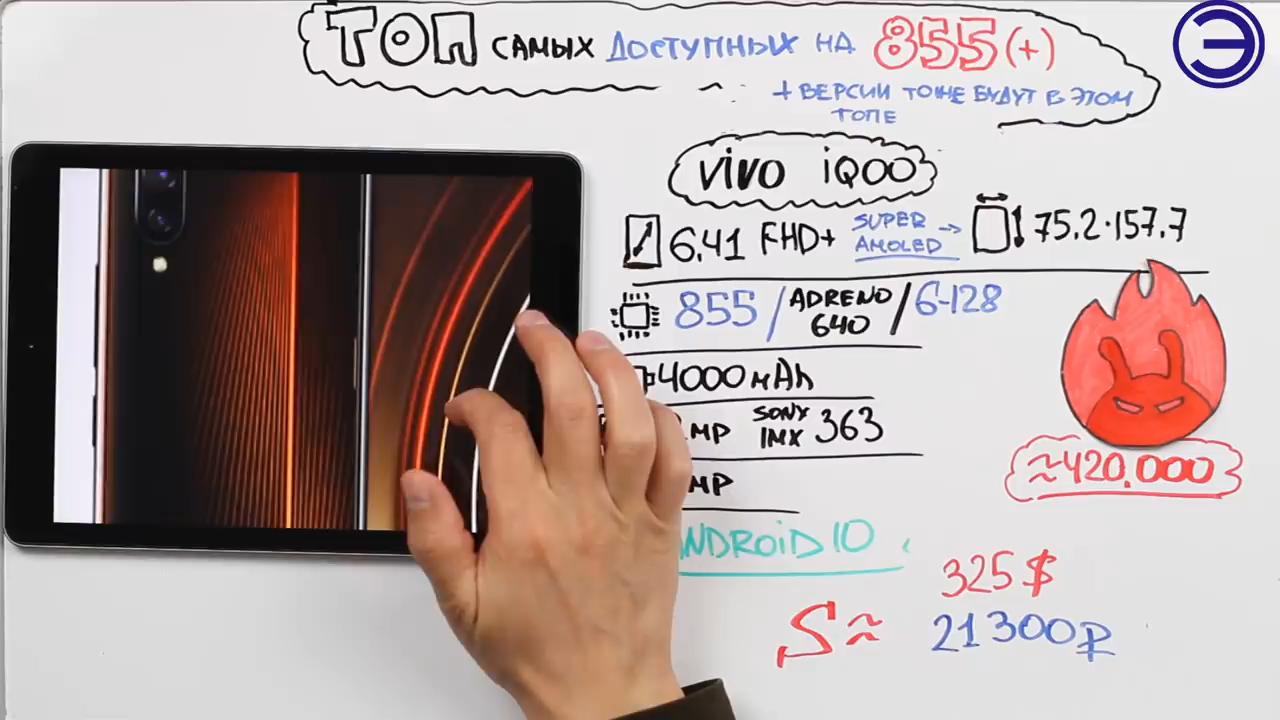 ТОП САМЫХ ДОСТУПНЫХ НА 855(+)
+ ВЕРСИИ ТОЖЕ БУДУТ В ЭТОМ
ТОПЕ
Э
vivo iQOO
6.41 FHD+ SUPER AMOLED → 75.2·157.7
855 / ADRENO 640 / 6-128
4000 mAh
MP SONY IMX 363
MP
ANDROID 10
≈420.000
325 $
S ≈ 21300₽